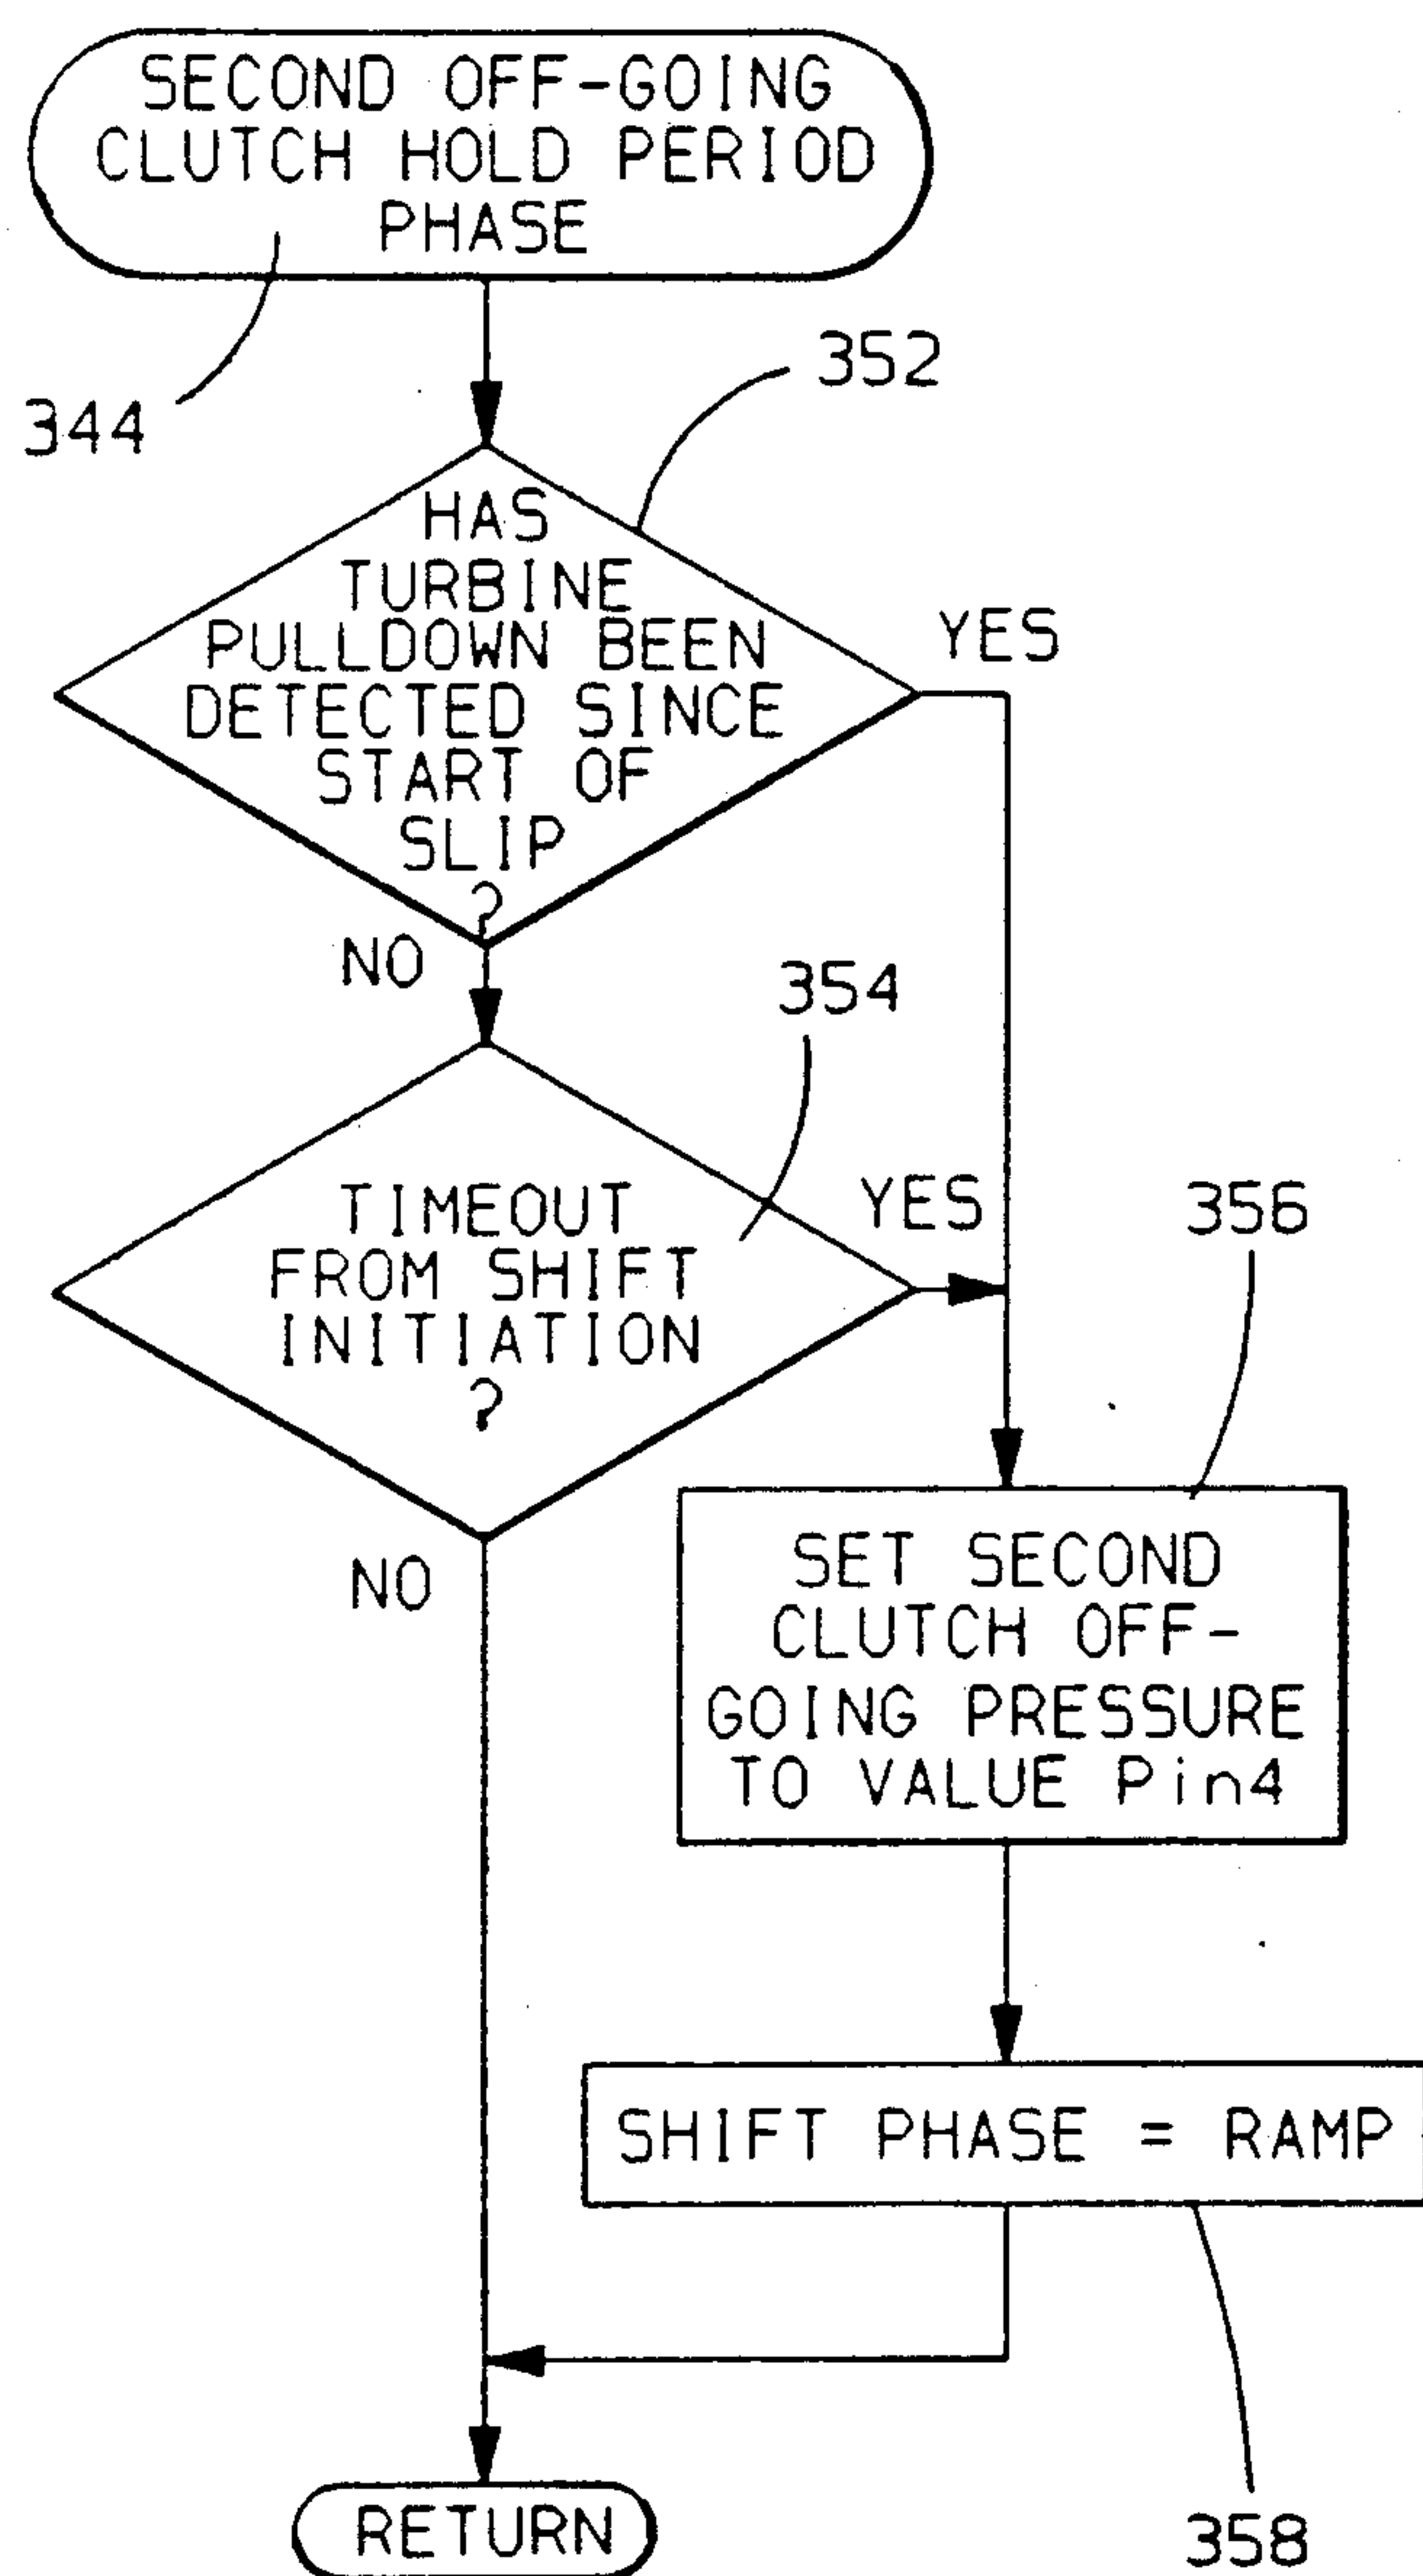 SECOND OFF-GOING
CLUTCH HOLD PERIOD
PHASE
344
352
HAS
TURBINE
PULLDOWN BEEN
DETECTED SINCE
START OF
SLIP
?
YES
NO
354
TIMEOUT
FROM SHIFT
INITIATION
?
YES
356
NO
SET SECOND
CLUTCH OFF-
GOING PRESSURE
TO VALUE Pin4
SHIFT PHASE = RAMP
RETURN
358